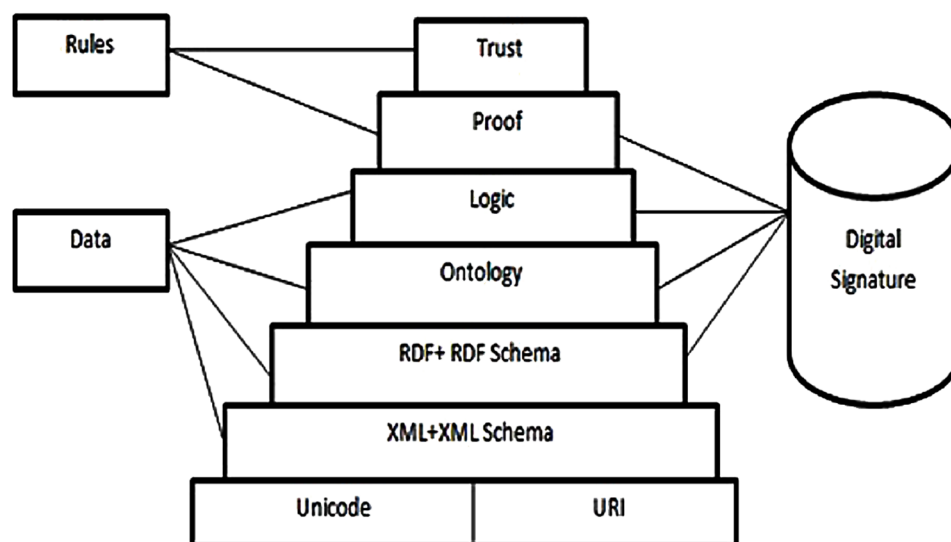 Rules
Trust
Proof
Logic
Data
Digital
Signature
Ontology
RDF+ RDF Schema
XML+XML Schema
Unicode
URI